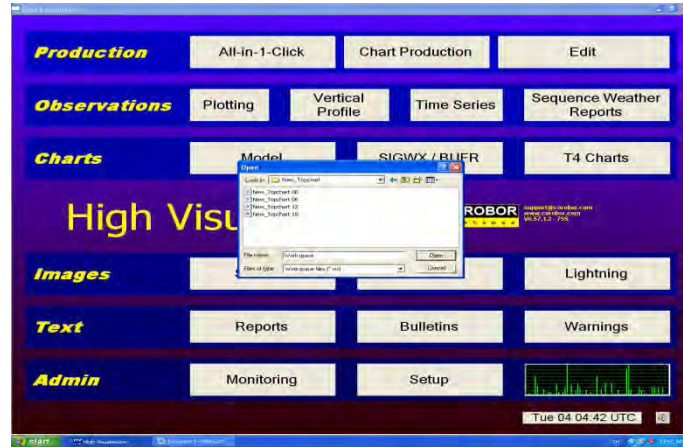 Production
All-in-1-Click
Chart Production
Edit
Observations
Plotting
Vertical
Profile
Time Series
Sequence Weather
Reports
Charts
Model
SIGWX / BUFR
T4 Charts
Open
Look in:
New_Topchart
New_Topchart 00
New_Topchart 06
New_Topchart 12
New_Topchart 18
File name:
Workspace
Open
Files of type:
Cancel
High Visu
ROBOR
support@corobor.com
www.corobor.com
Images
Lightning
Text
Reports
Bulletins
Warnings
Admin
Monitoring
Setup
Tue 04 04:42 UTC
start